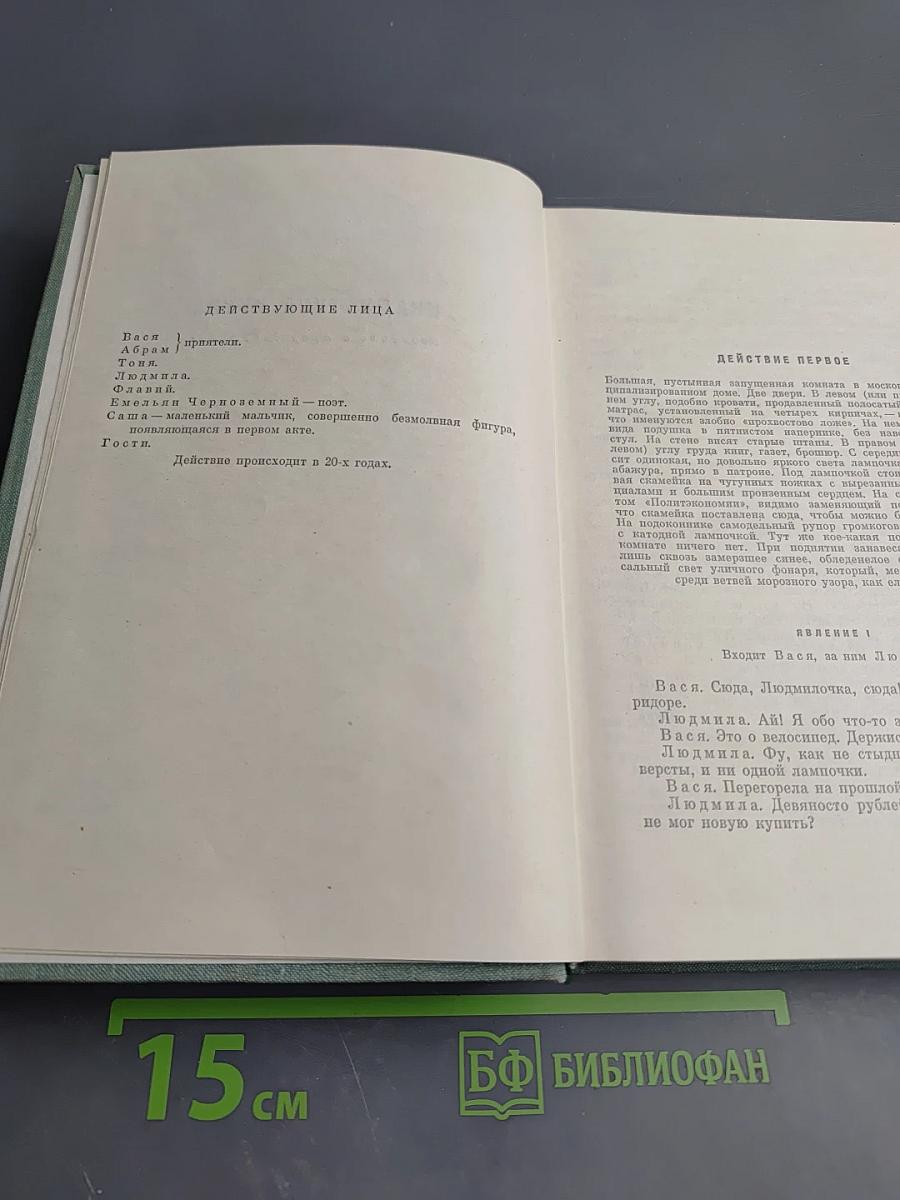 ДЕЙСТВУЮЩИЕ ЛИЦА
Вася
Абрам } приятели.
Тоня.
Людмила.
Флавий.
Емельян Черноземный — поэт.
Саша — маленький мальчик, совершенно безмолвная фигура,
появляющаяся в первом акте.
Гости.
Действие происходит в 20-х годах.
ДЕЙСТВИЕ ПЕРВОЕ
Большая, пустынная запущенная комната в москов
ципализированном доме. Две двери. В левом (или п
нем углу, подобно кровати, продавленный полосатый
матрас, установленный на четырех кирпичах, —
что именуются злобно «прохвостово ложе». На нем
вида подушка в пятнистом напернике, без наво
стул. На стене висят старые штаны. В правом
левом) углу груда книг, газет, брошюр. С середи
сит одинокая, но довольно яркого света лампочка
абажура, прямо в патроне. Под лампочкой стои
вая скамейка на чугунных ножках с вырезанны
циалами и большим пронзенным сердцем. На с
том «Политэкономии», видимо заменяющий по
что скамейка поставлена сюда, чтобы можно б
На подоконнике самодельный рупор громкогов
с катодной лампочкой. Тут же кое-какая по
комнате ничего нет. При поднятии занавес
лишь сквозь замерзшее синее, обледенелое
сальный свет уличного фонаря, который, ме
среди ветвей морозного узора, как ел
ЯВЛЕНИЕ I
Входит Вася, за ним Лю
Вася. Сюда, Людмилочка, сюда!
ридоре.
Людмила. Ай! Я обо что-то з
Вася. Это о велосипед. Держис
Людмила. Фу, как не стыдн
версты, и ни одной лампочки.
Вася. Перегорела на прошлой
Людмила. Девяносто рубле
не мог новую купить?
15 см
БФ БИБЛИОФАН